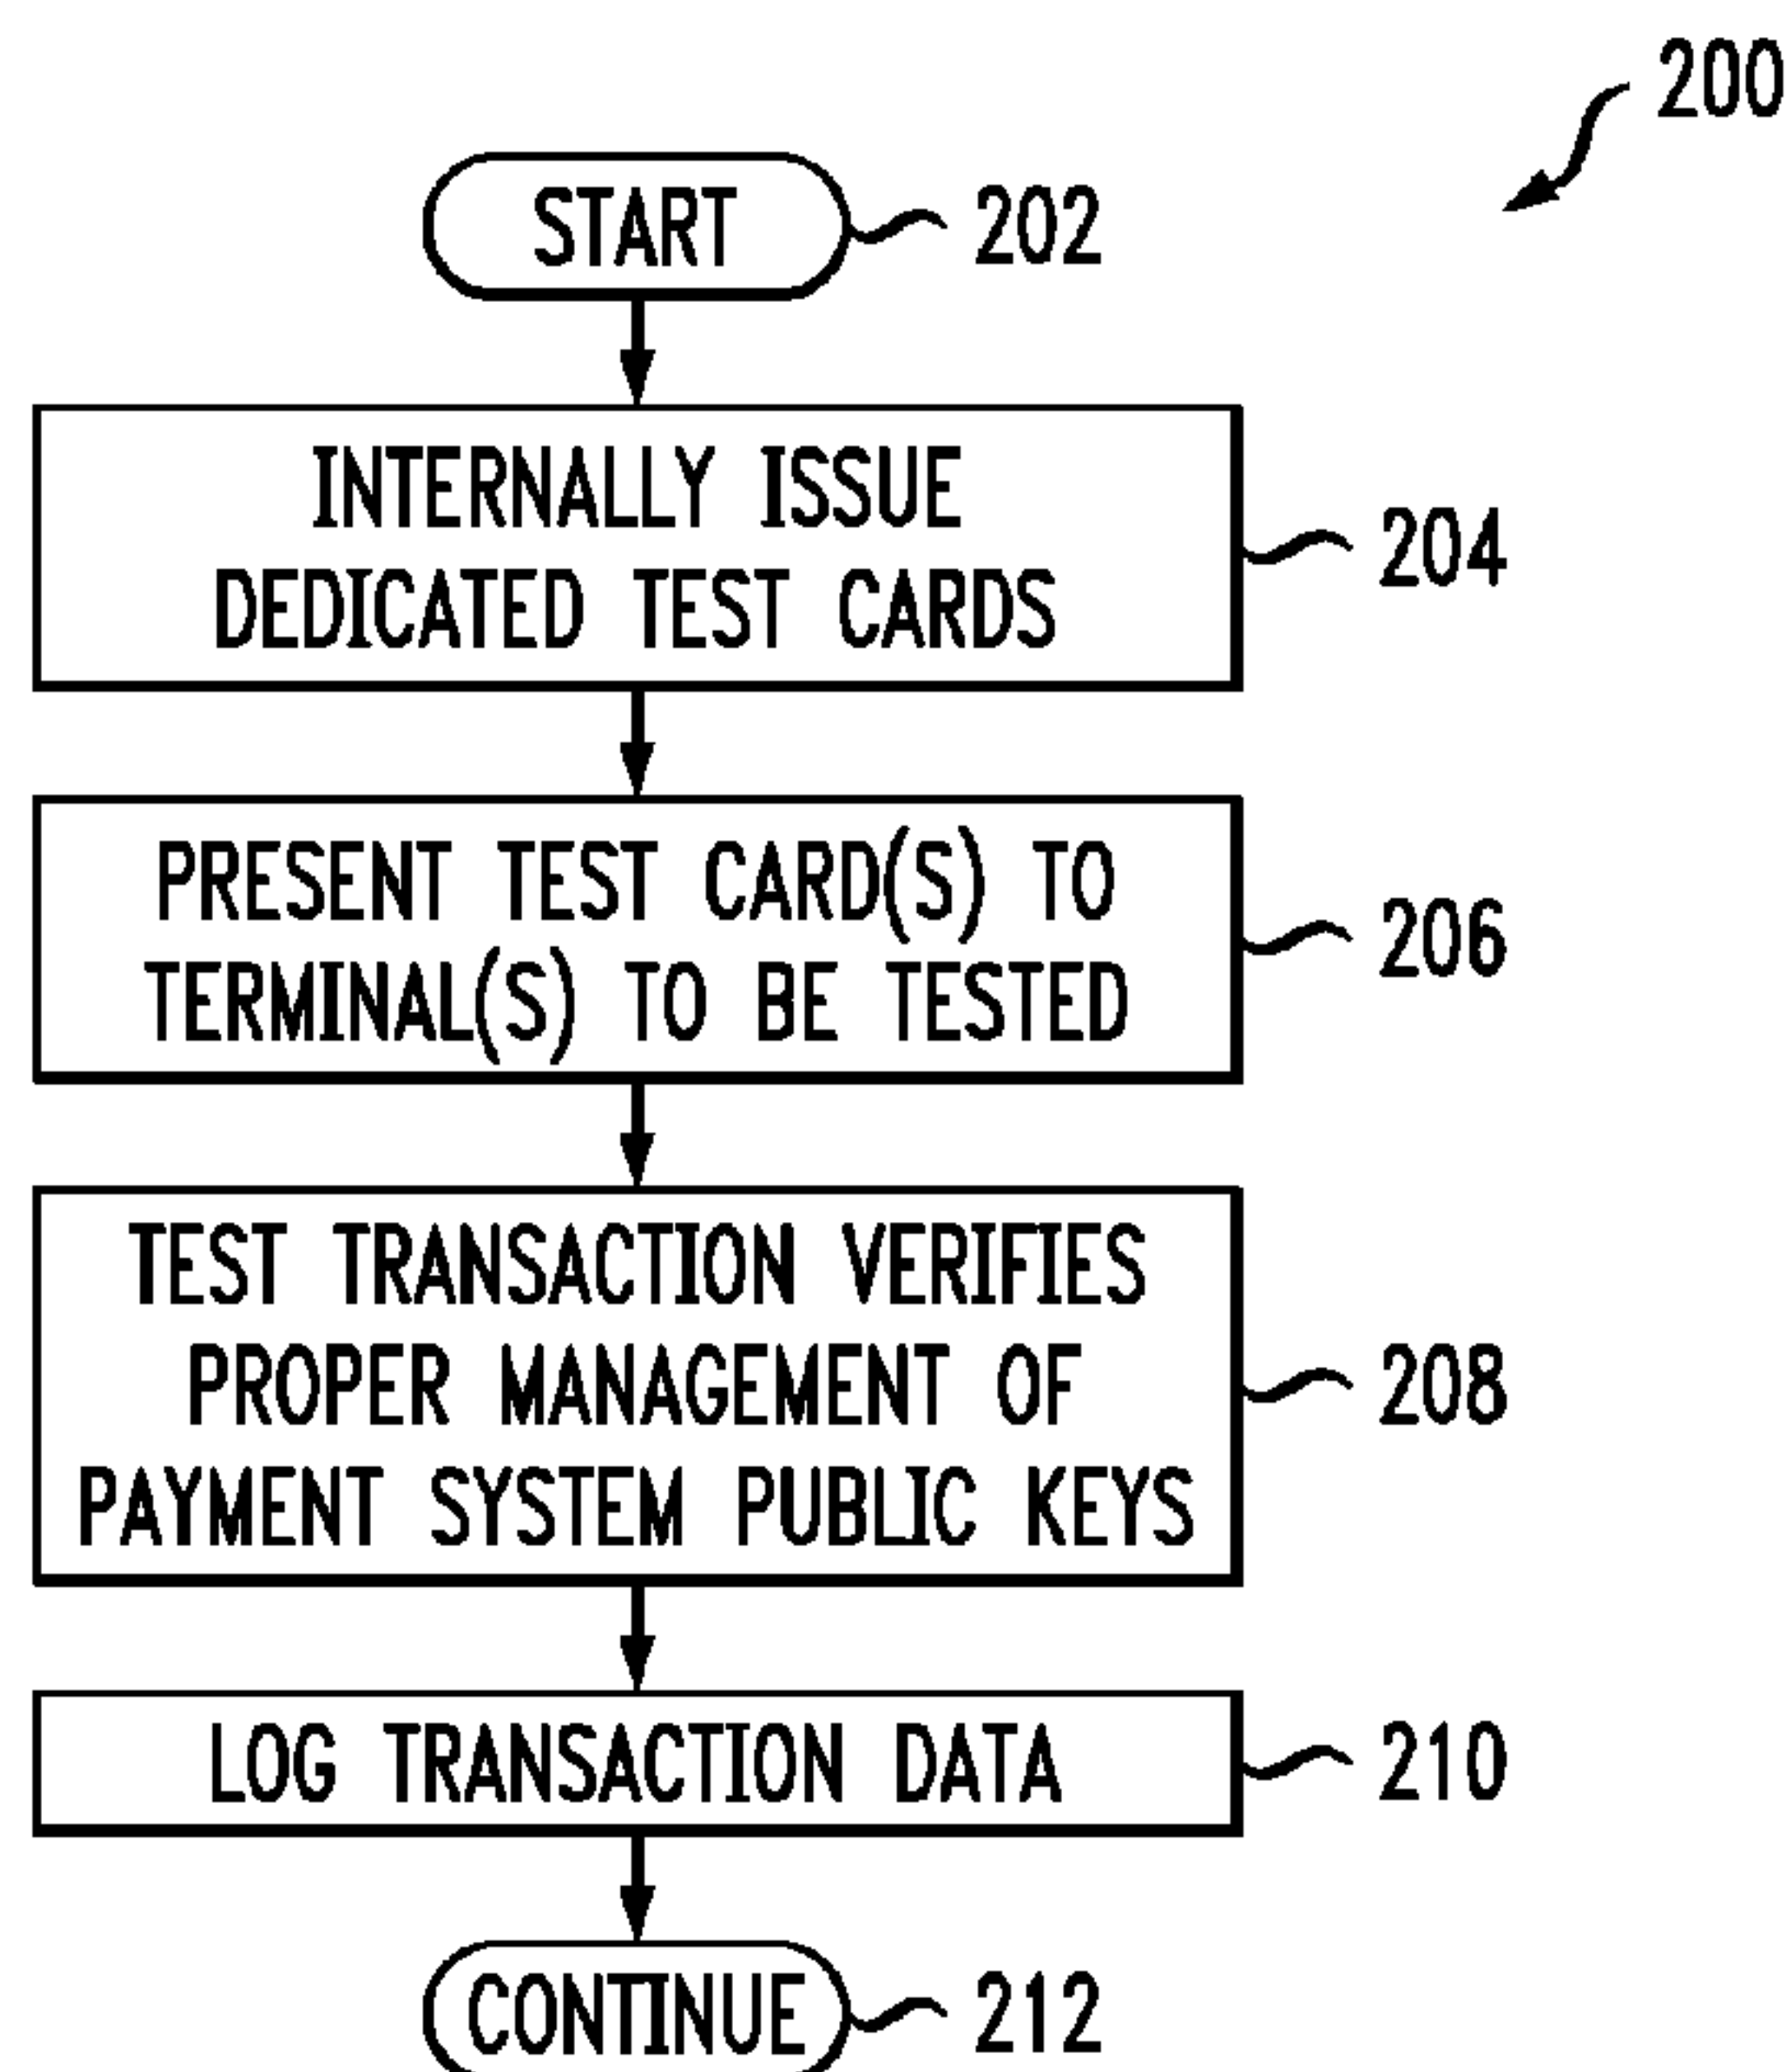 200
START
202
INTERNALLY ISSUE
DEDICATED TEST CARDS
204
PRESENT TEST CARD(S) TO
TERMINAL(S) TO BE TESTED
206
TEST TRANSACTION VERIFIES
PROPER MANAGEMENT OF
PAYMENT SYSTEM PUBLIC KEYS
208
LOG TRANSACTION DATA
210
CONTINUE
212